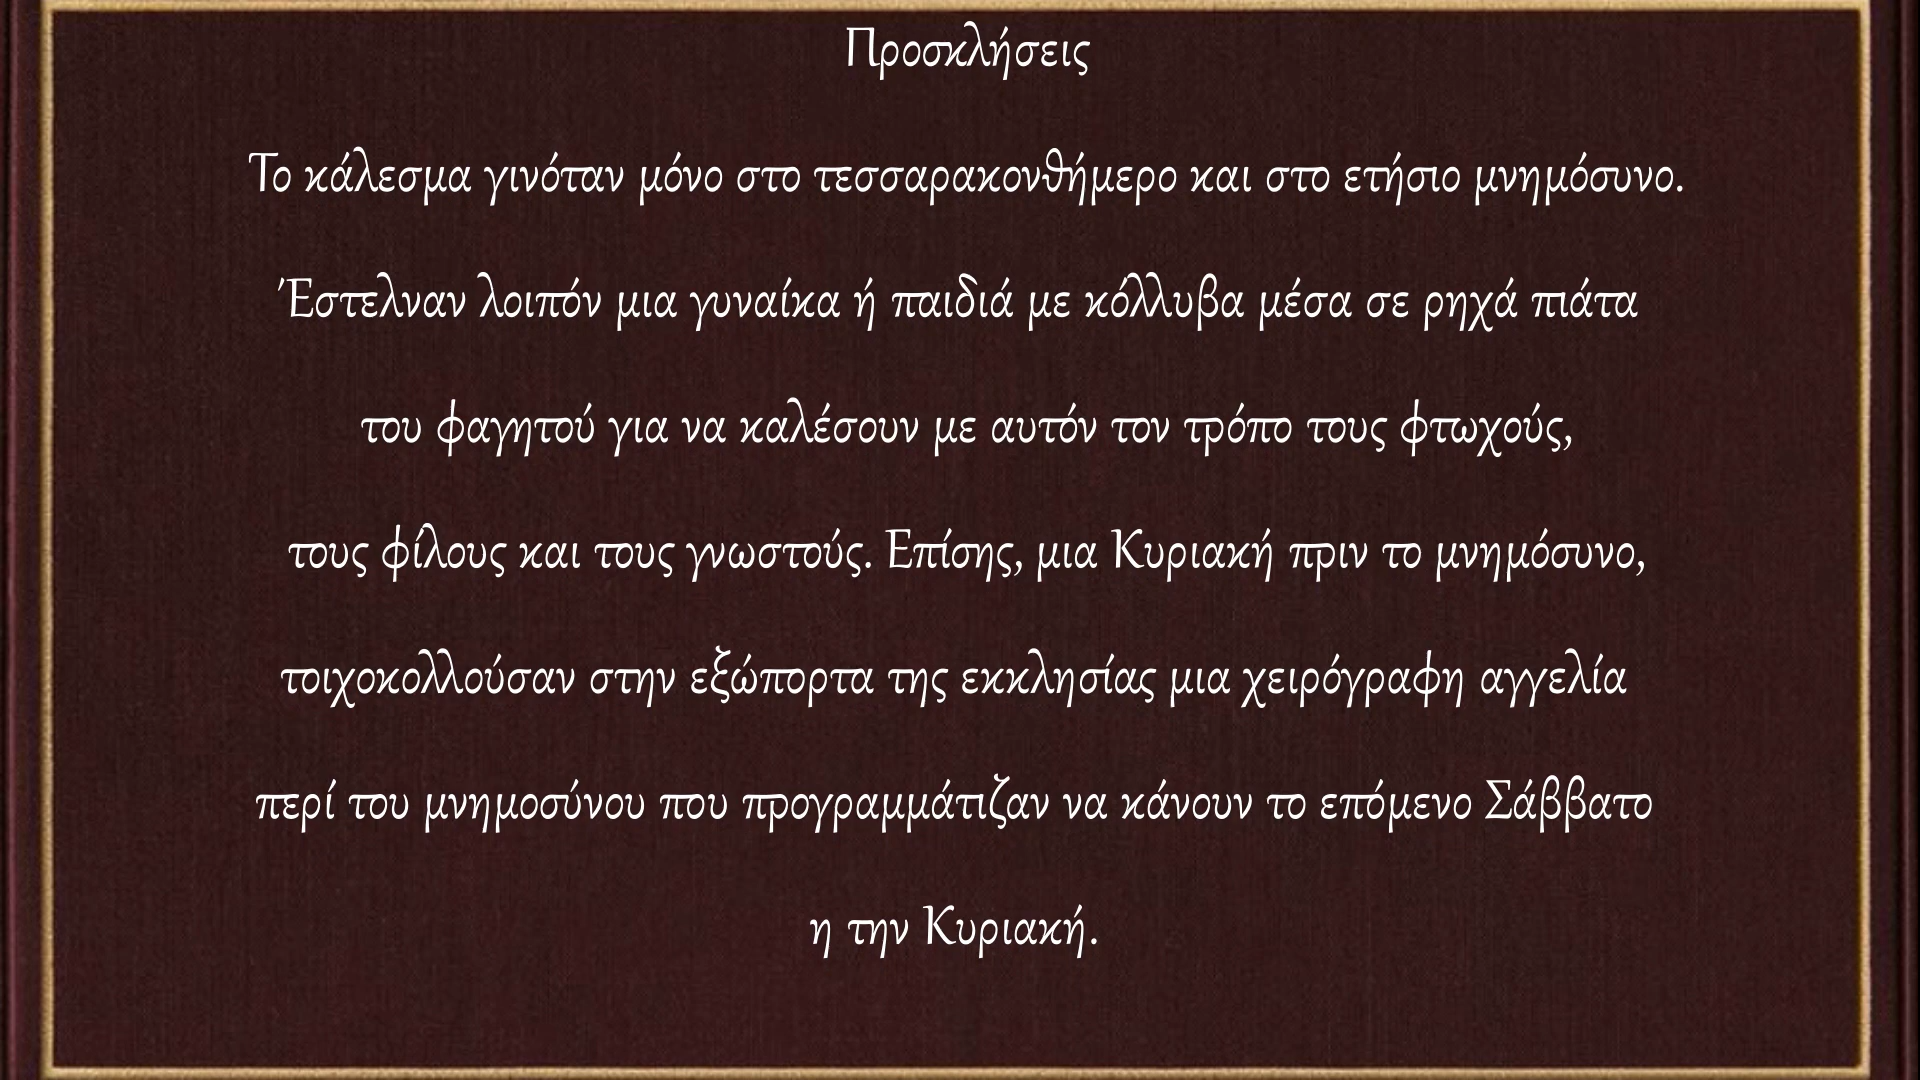 Προσκλήσεις
Το κάλεσμα γινόταν μόνο στο τεσσαρακονθήμερο και στο ετήσιο μνημόσυνο.
Έστελναν λοιπόν μια γυναίκα ή παιδιά με κόλλυβα μέσα σε ρηχά πιάτα
του φαγητού για να καλέσουν με αυτόν τον τρόπο τους φτωχούς,
τους φίλους και τους γνωστούς. Επίσης, μια Κυριακή πριν το μνημόσυνο,
τοιχοκολλούσαν στην εξώπορτα της εκκλησίας μια χειρόγραφη αγγελία
περί του μνημοσύνου που προγραμμάτιζαν να κάνουν το επόμενο Σάββατο
η την Κυριακή.